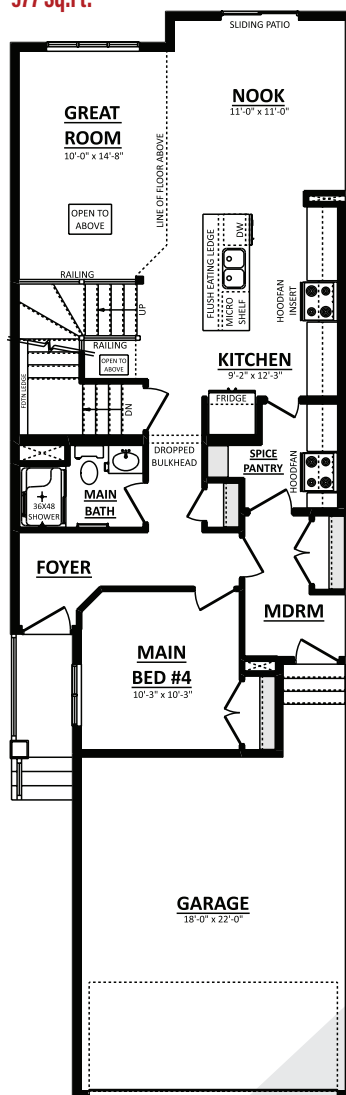 977 Sq.Ft.
SLIDING PATIO
NOOK
11'-0" x 11'-0"
GREAT
ROOM
10'-0" x 14'-8"
LINE OF FLOOR ABOVE
OPEN TO
ABOVE
FLUSH EATING LEDGE
DW
MICRO
SHELF
HOODFAN
INSERT
RAILING
UP
RAILING
OPEN TO
ABOVE
KITCHEN
9'-2" x 12'-3"
FDTN LEDGE
DN
FRIDGE
DROPPED
BULKHEAD
SPICE
PANTRY
HOODFAN
36X48
SHOWER
MAIN
BATH
FOYER
MDRM
MAIN
BED #4
10'-3" x 10'-3"
GARAGE
18'-0" x 22'-0"